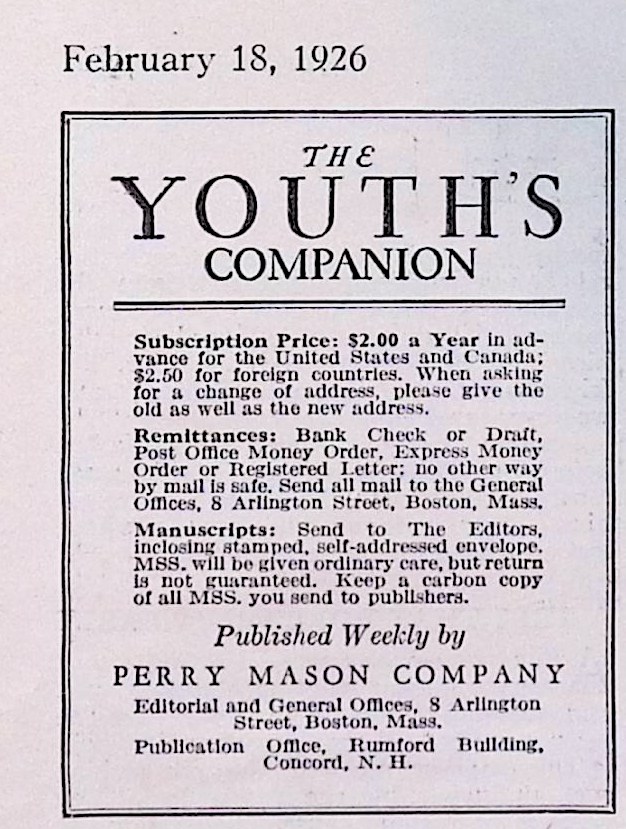 February 18, 1926
THE
YOUTH'S
COMPANION
Subscription Price: $2.00 a Year in ad-
vance for the United States and Canada;
$2.50 for foreign countries. When asking
for a change of address, please give the
old as well as the new address.
Remittances: Bank Check or Draft,
Post Office Money Order, Express Money
Order or Registered Letter; no other way
by mail is safe. Send all mail to the General
Offices, 8 Arlington Street, Boston, Mass.
Manuscripts: Send to The Editors,
inclosing stamped, self-addressed envelope.
MSS. will be given ordinary care, but return
is not guaranteed. Keep a carbon copy
of all MSS. you send to publishers.
Published Weekly by
PERRY MASON COMPANY
Editorial and General Offices, 8 Arlington
Street, Boston, Mass.
Publication Office, Rumford Building,
Concord, N. H.